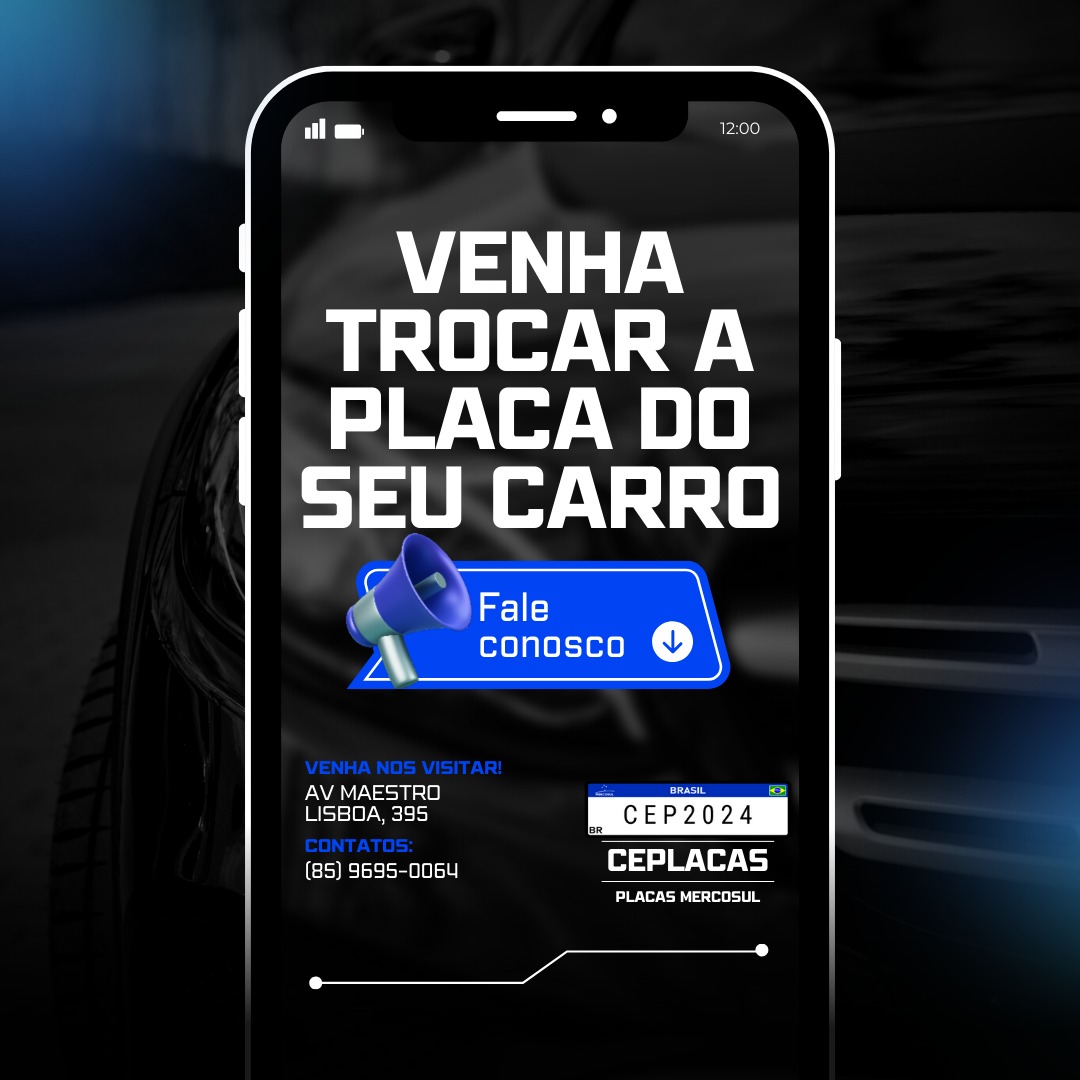 12:00
VENHA
TROCAR A
PLACA DO
SEU CARRO
Fale
conosco
VENHA NOS VISITAR!
AV MAESTRO
LISBOA, 395
CONTATOS:
(85) 9695-0064
MERCOSUL BRASIL
CEP2024
BR
CEPLACAS
PLACAS MERCOSUL